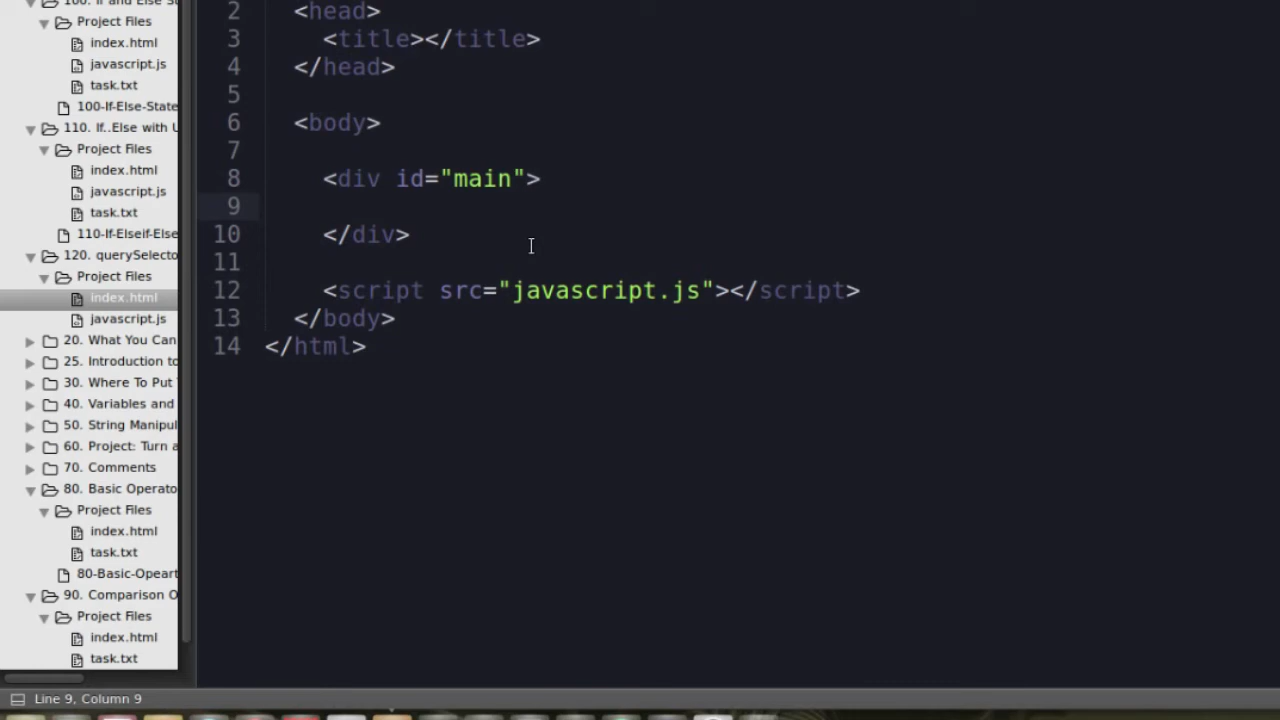 100. If and Else St
Project Files
index.html
javascript.js
task.txt
100-If-Else-State
110. If..Else with U
Project Files
index.html
javascript.js
task.txt
110-If-Elseif-Else
120. querySelecto
Project Files
index.html
javascript.js
20. What You Can
25. Introduction to
30. Where To Put
40. Variables and
50. String Manipul
60. Project: Turn a
70. Comments
80. Basic Operato
Project Files
index.html
task.txt
80-Basic-Opeart
90. Comparison O
Project Files
index.html
task.txt
2 <head>
3 <title></title>
4 </head>
5
6 <body>
7
8 <div id="main">
9
10 </div>
11
12 <script src="javascript.js"></script>
13 </body>
14 </html>
Line 9, Column 9